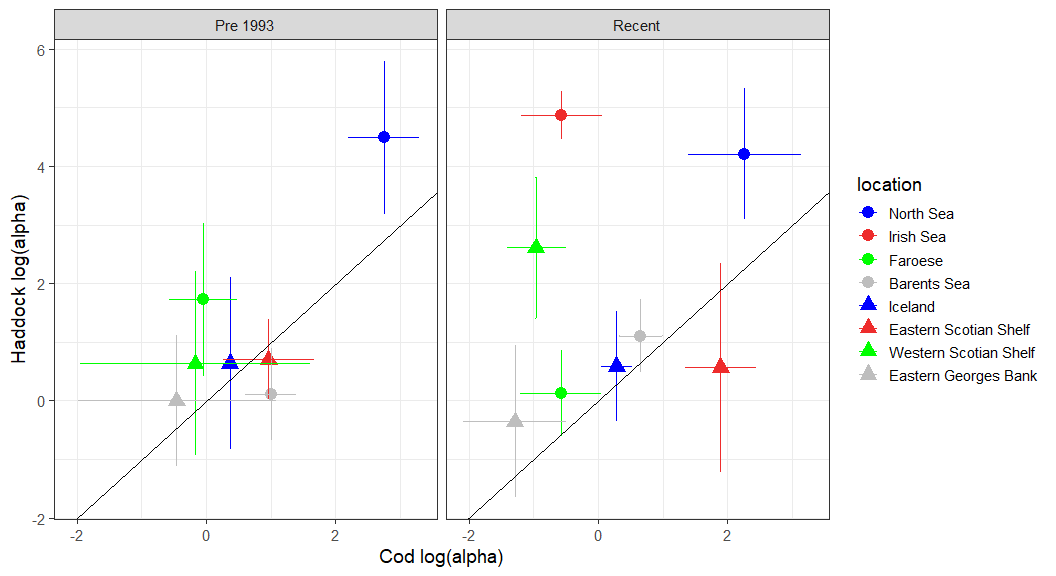 Pre 1993
Recent
Haddock log(alpha)
6
4
2
0
-2
-2
0
2
-2
0
2
Cod log(alpha)
location
North Sea
Irish Sea
Faroese
Barents Sea
Iceland
Eastern Scotian Shelf
Western Scotian Shelf
Eastern Georges Bank